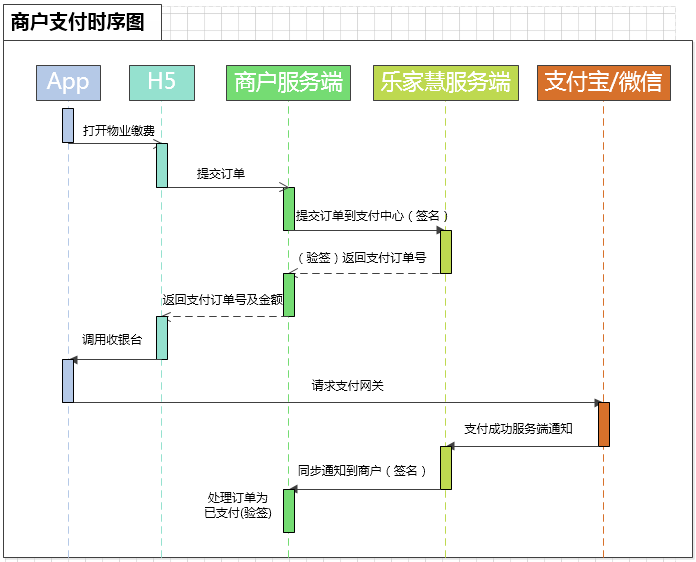 商户支付时序图
App
H5
商户服务端
乐家慧服务端
支付宝/微信
打开物业缴费
提交订单
提交订单到支付中心（签名）
（验签）返回支付订单号
返回支付订单号及金额
调用收银台
请求支付网关
支付成功服务端通知
同步通知到商户（签名）
处理订单为
已支付(验签)